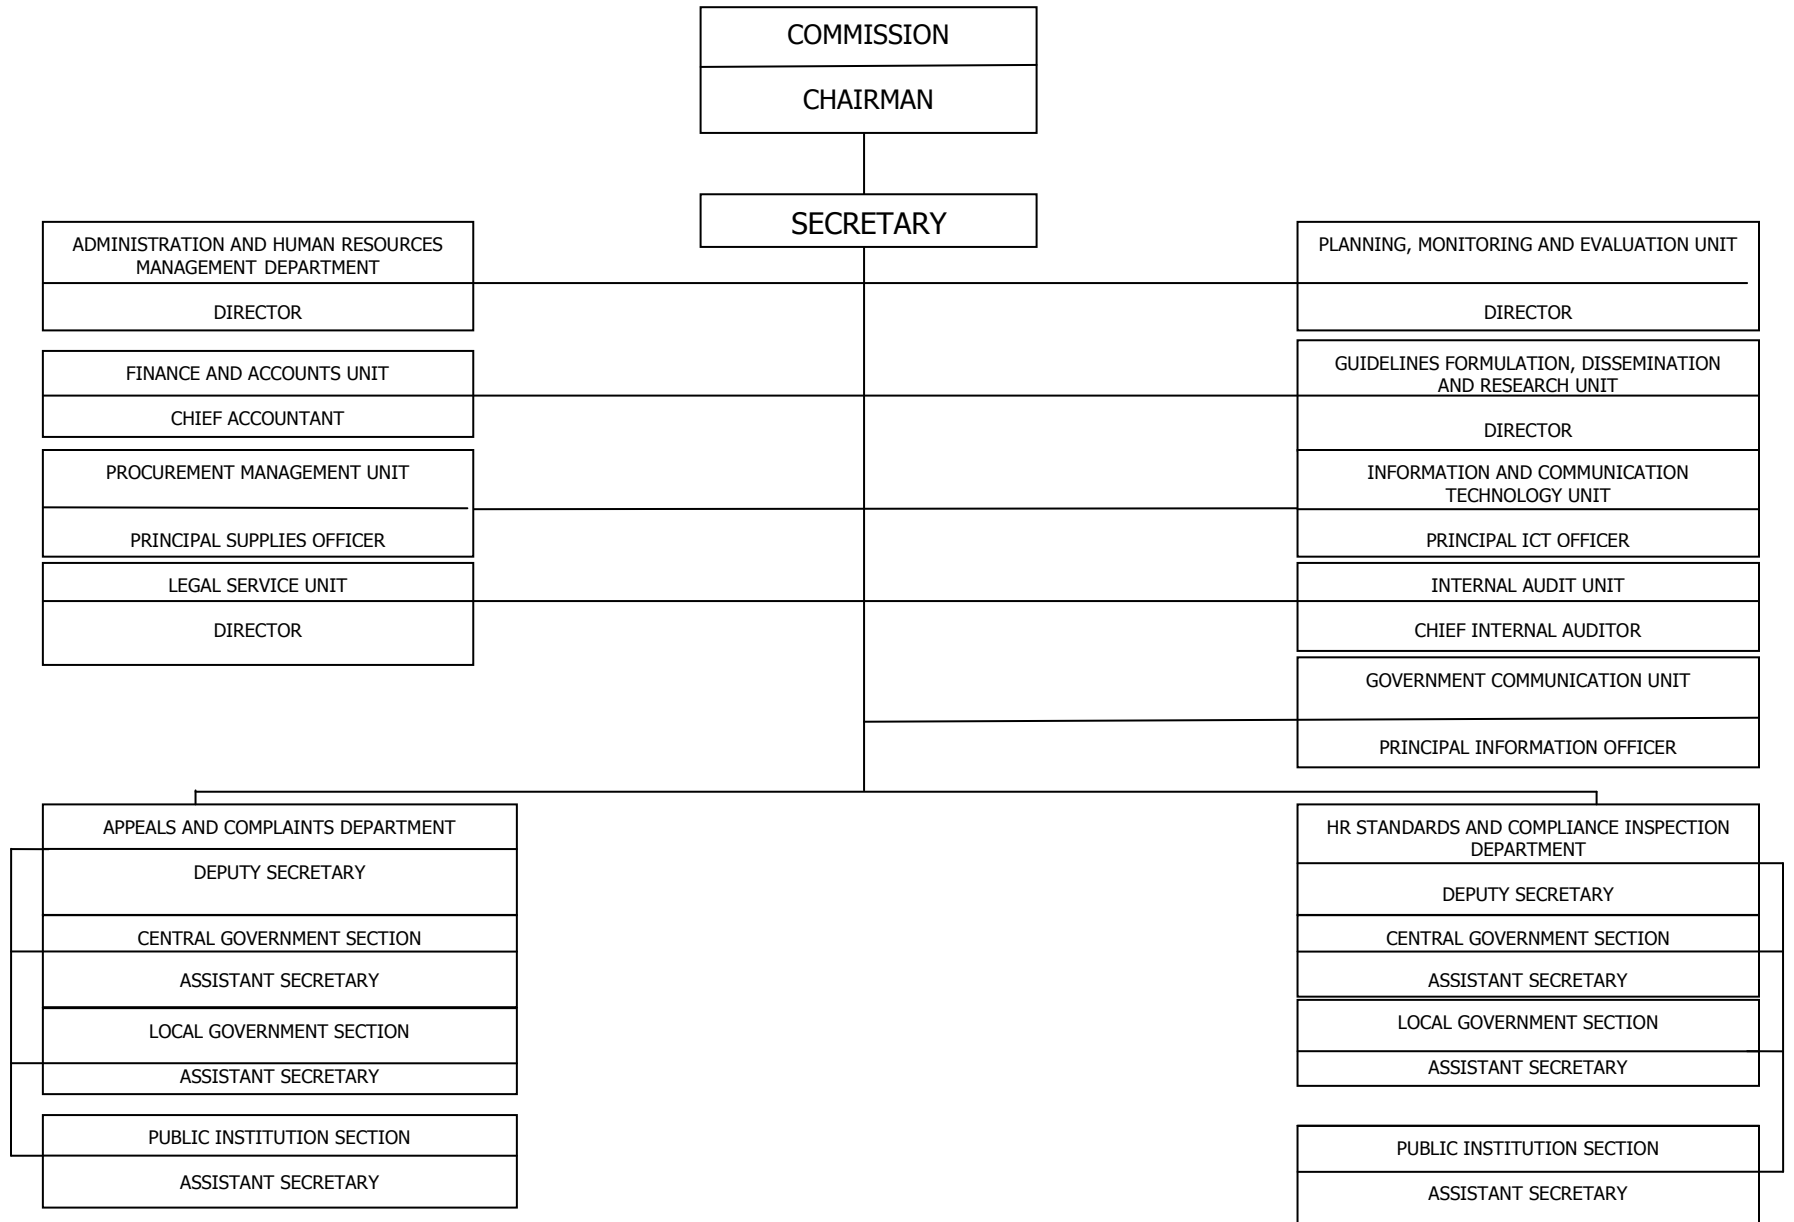 COMMISSION
CHAIRMAN
SECRETARY
ADMINISTRATION AND HUMAN RESOURCES
MANAGEMENT DEPARTMENT
DIRECTOR
FINANCE AND ACCOUNTS UNIT
CHIEF ACCOUNTANT
PROCUREMENT MANAGEMENT UNIT
PRINCIPAL SUPPLIES OFFICER
LEGAL SERVICE UNIT
DIRECTOR
PLANNING, MONITORING AND EVALUATION UNIT
DIRECTOR
GUIDELINES FORMULATION, DISSEMINATION
AND RESEARCH UNIT
DIRECTOR
INFORMATION AND COMMUNICATION
TECHNOLOGY UNIT
PRINCIPAL ICT OFFICER
INTERNAL AUDIT UNIT
CHIEF INTERNAL AUDITOR
GOVERNMENT COMMUNICATION UNIT
PRINCIPAL INFORMATION OFFICER
APPEALS AND COMPLAINTS DEPARTMENT
DEPUTY SECRETARY
CENTRAL GOVERNMENT SECTION
ASSISTANT SECRETARY
LOCAL GOVERNMENT SECTION
ASSISTANT SECRETARY
PUBLIC INSTITUTION SECTION
ASSISTANT SECRETARY
HR STANDARDS AND COMPLIANCE INSPECTION
DEPARTMENT
DEPUTY SECRETARY
CENTRAL GOVERNMENT SECTION
ASSISTANT SECRETARY
LOCAL GOVERNMENT SECTION
ASSISTANT SECRETARY
PUBLIC INSTITUTION SECTION
ASSISTANT SECRETARY